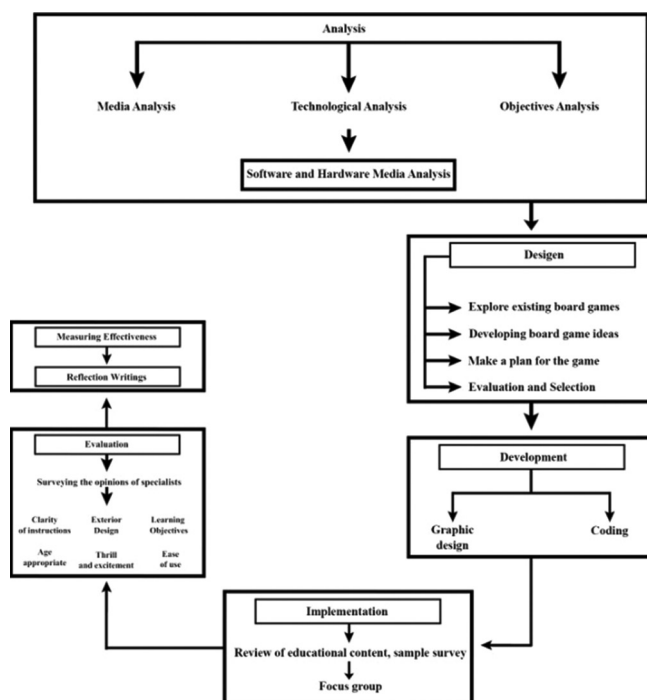 Analysis
Media Analysis
Technological Analysis
Objectives Analysis
Software and Hardware Media Analysis
Desigen
Explore existing board games
Developing board game ideas
Make a plan for the game
Evaluation and Selection
Development
Graphic
design
Coding
Implementation
Review of educational content, sample survey
Focus group
Evaluation
Surveying the opinions of specialists
Clarity
of instructions
Exterior
Design
Learning
Objectives
Age
appropriate
Thrill
and excitement
Ease
of use
Measuring Effectiveness
Reflection Writings